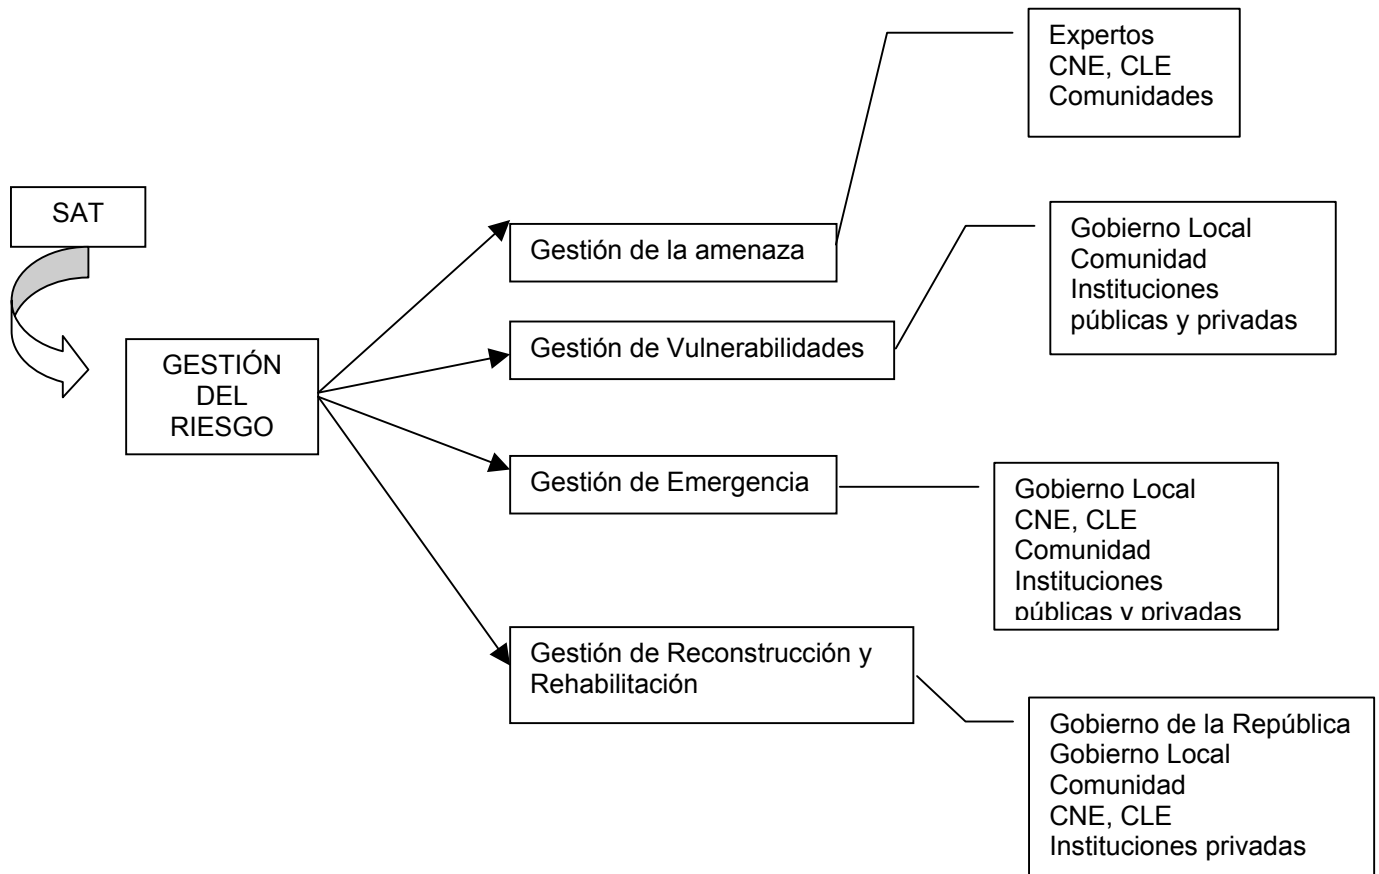 SAT
GESTIÓN
DEL
RIESGO
Gestión de la amenaza
Expertos
CNE, CLE
Comunidades
Gestión de Vulnerabilidades
Gobierno Local
Comunidad
Instituciones
públicas y privadas
Gestión de Emergencia
Gobierno Local
CNE, CLE
Comunidad
Instituciones
públicas y privadas
Gestión de Reconstrucción y
Rehabilitación
Gobierno de la República
Gobierno Local
Comunidad
CNE, CLE
Instituciones privadas